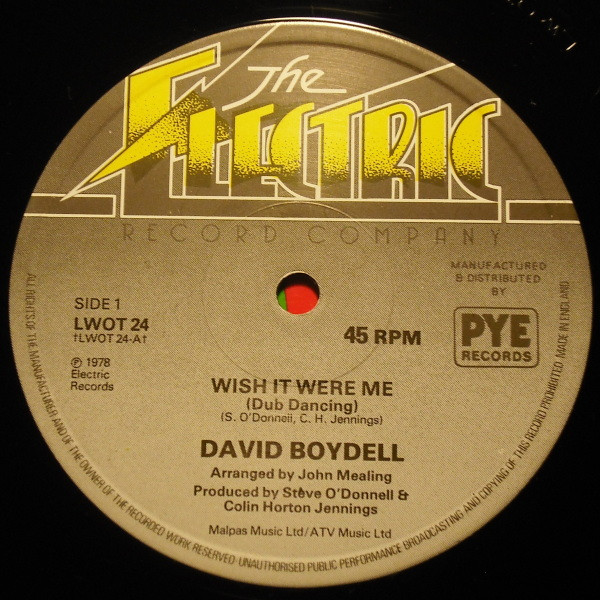 The
ELECTRIC
RECORD COMPANY
MANUFACTURED
& DISTRIBUTED
BY
PYE
RECORDS
SIDE 1
LWOT 24
†LWOT 24-A†
℗ 1978
Electric
Records
45 RPM
WISH IT WERE ME
(Dub Dancing)
(S. O'Donnell, C. H. Jennings)
DAVID BOYDELL
Arranged by John Mealing
Produced by Steve O'Donnell &
Colin Horton Jennings
Malpas Music Ltd/ATV Music Ltd
ALL RIGHTS OF THE MANUFACTURER AND OF THE OWNER OF THE RECORDED WORK RESERVED UNAUTHORISED PUBLIC PERFORMANCE BROADCASTING AND COPYING OF THIS RECORD PROHIBITED MADE IN ENGLAND